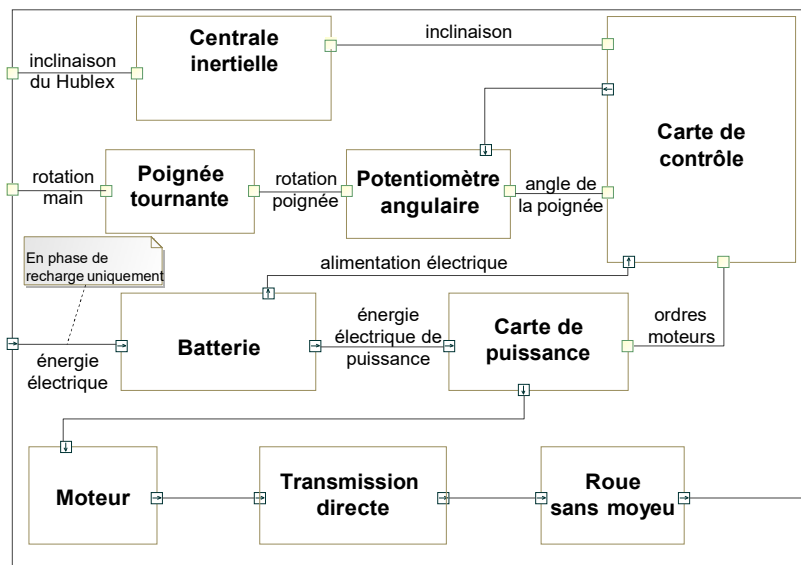 Centrale
inertielle
inclinaison
inclinaison
du Hublex
Carte de
contrôle
rotation
main
Poignée
tournante
rotation
poignée
Potentiomètre
angulaire
angle de
la poignée
En phase de
recharge uniquement
alimentation électrique
énergie
électrique
Batterie
énergie
électrique de
puissance
Carte de
puissance
ordres
moteurs
Moteur
Transmission
directe
Roue
sans moyeu